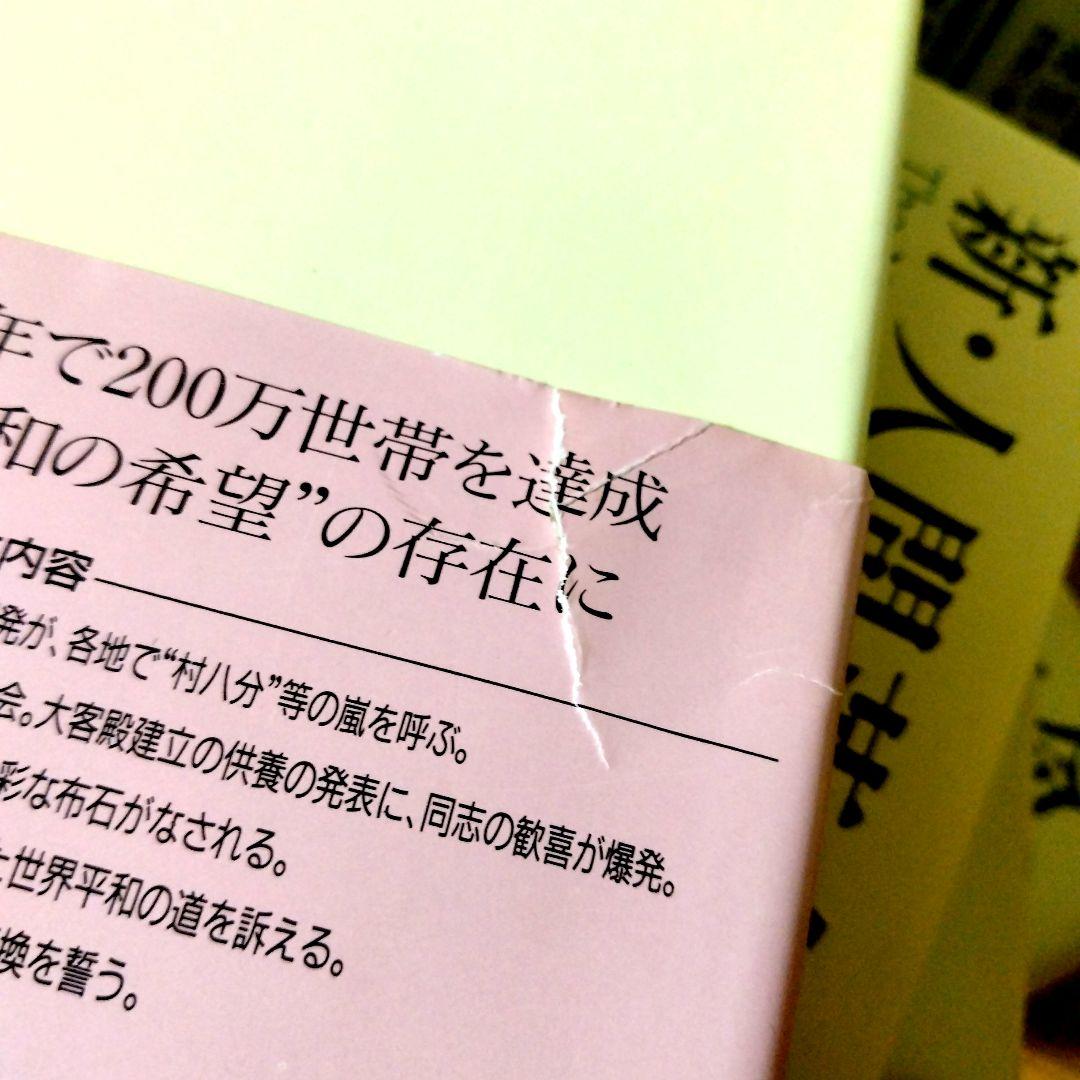 年で200万世帯を達成
和の希望”の存在に
内容
発が、各地で“村八分”等の嵐を呼ぶ。
会。大客殿建立の供養の発表に、同志の歓喜が爆発。
彩な布石がなされる。
世界平和の道を訴える。
換を誓う。
新・人間革